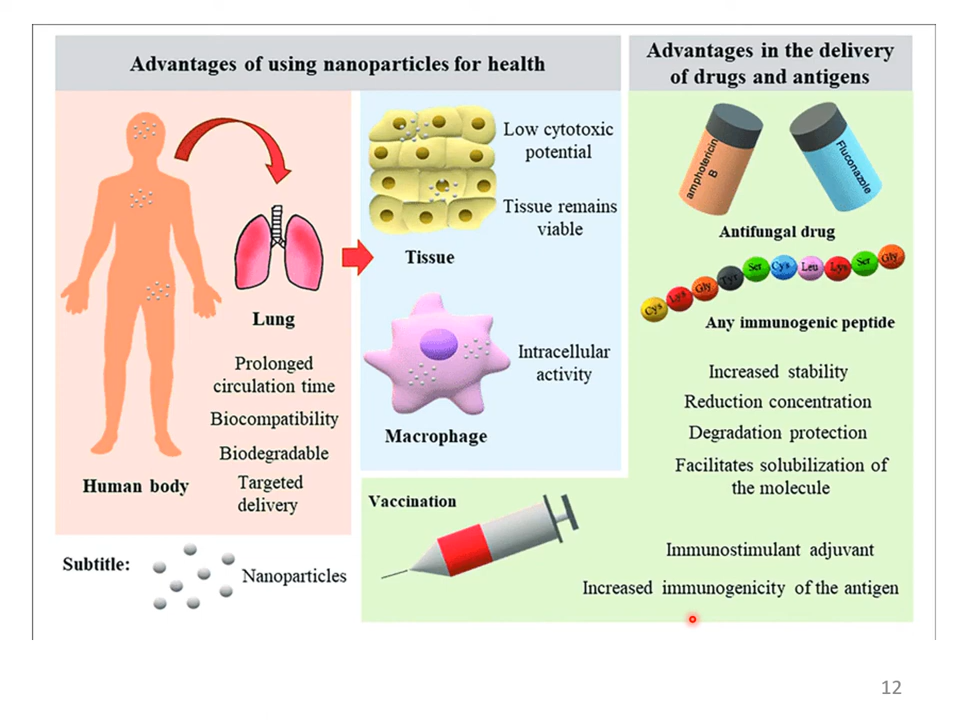 Advantages of using nanoparticles for health
Advantages in the delivery
of drugs and antigens
Lung
Prolonged
circulation time
Biocompatibility
Biodegradable
Targeted
delivery
Human body
Low cytotoxic
potential
Tissue remains
viable
Tissue
Intracellular
activity
Macrophage
amphotericin
B
Fluconazole
Antifungal drug
Cys
Lys
Gly
Tyr
Ser
Cys
Leu
Lys
Ser
Gly
Any immunogenic peptide
Increased stability
Reduction concentration
Degradation protection
Facilitates solubilization of
the molecule
Vaccination
Immunostimulant adjuvant
Increased immunogenicity of the antigen
Subtitle:
Nanoparticles
12